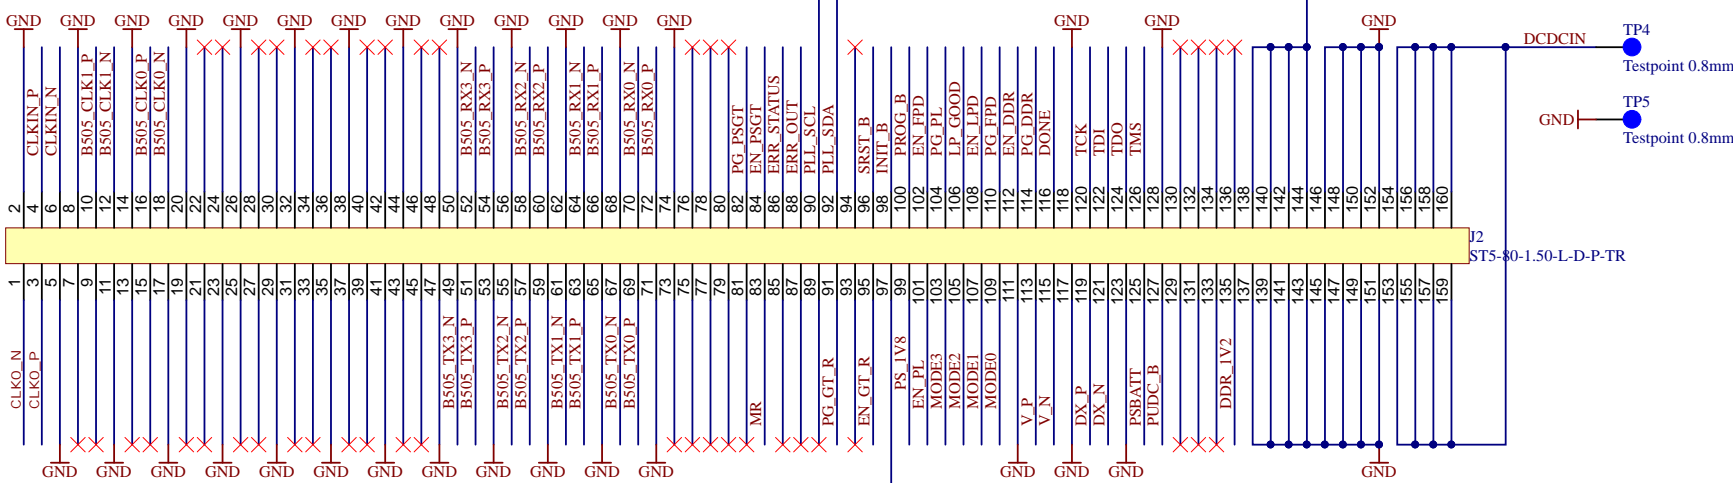 GND GND GND GND GND GND GND GND GND GND GND GND GND GND GND GND
DCDCIN
TP4
Testpoint 0.8mm
GND
TP5
Testpoint 0.8mm
CLKIN_P
CLKIN_N
B505_CLK1_P
B505_CLK1_N
B505_CLK0_P
B505_CLK0_N
B505_RX3_N
B505_RX3_P
B505_RX2_N
B505_RX2_P
B505_RX1_N
B505_RX1_P
B505_RX0_N
B505_RX0_P
PG_PSGT
EN_PSGT
ERR_STATUS
ERR_OUT
PLL_SCL
PLL_SDA
SRST_B
INIT_B
PROG_B
EN_FPD
PG_PL
LP_GOOD
EN_LPD
PG_FPD
EN_DDR
PG_DDR
DONE
TCK
TDI
TDO
TMS
2 4 6 8 10 12 14 16 18 20 22 24 26 28 30 32 34 36 38 40 42 44 46 48 50 52 54 56 58 60 62 64 66 68 70 72 74 76 78 80 82 84 86 88 90 92 94 96 98 100 102 104 106 108 110 112 114 116 118 120 122 124 126 128 130 132 134 136 138 140 142 144 146 148 150 152 154 156 158 160
J2
ST5-80-1.50-L-D-P-TR
1 3 5 7 9 11 13 15 17 19 21 23 25 27 29 31 33 35 37 39 41 43 45 47 49 51 53 55 57 59 61 63 65 67 69 71 73 75 77 79 81 83 85 87 89 91 93 95 97 99 101 103 105 107 109 111 113 115 117 119 121 123 125 127 129 131 133 135 137 139 141 143 145 147 149 151 153 155 157 159
CLKO_N
CLKO_P
B505_TX3_N
B505_TX3_P
B505_TX2_N
B505_TX2_P
B505_TX1_N
B505_TX1_P
B505_TX0_N
B505_TX0_P
MR
PG_GT_R
EN_GT_R
PS_1V8
EN_PL
MODE3
MODE2
MODE1
MODE0
V_P
V_N
DX_P
DX_N
PSBATT
PUDC_B
DDR_1V2
GND GND GND GND GND GND GND GND GND GND GND GND GND GND GND GND